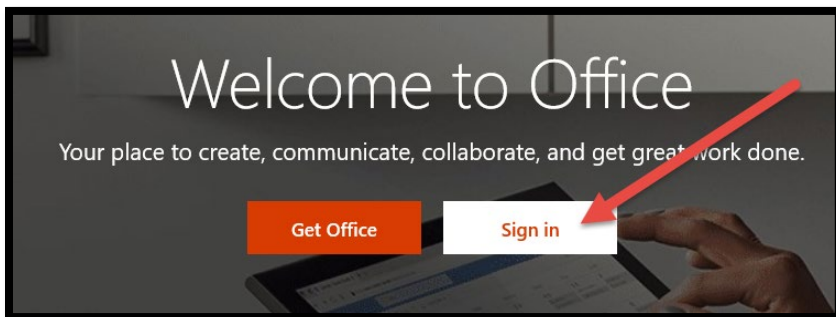 Welcome to Office
Your place to create, communicate, collaborate, and get great work done.
Get Office
Sign in